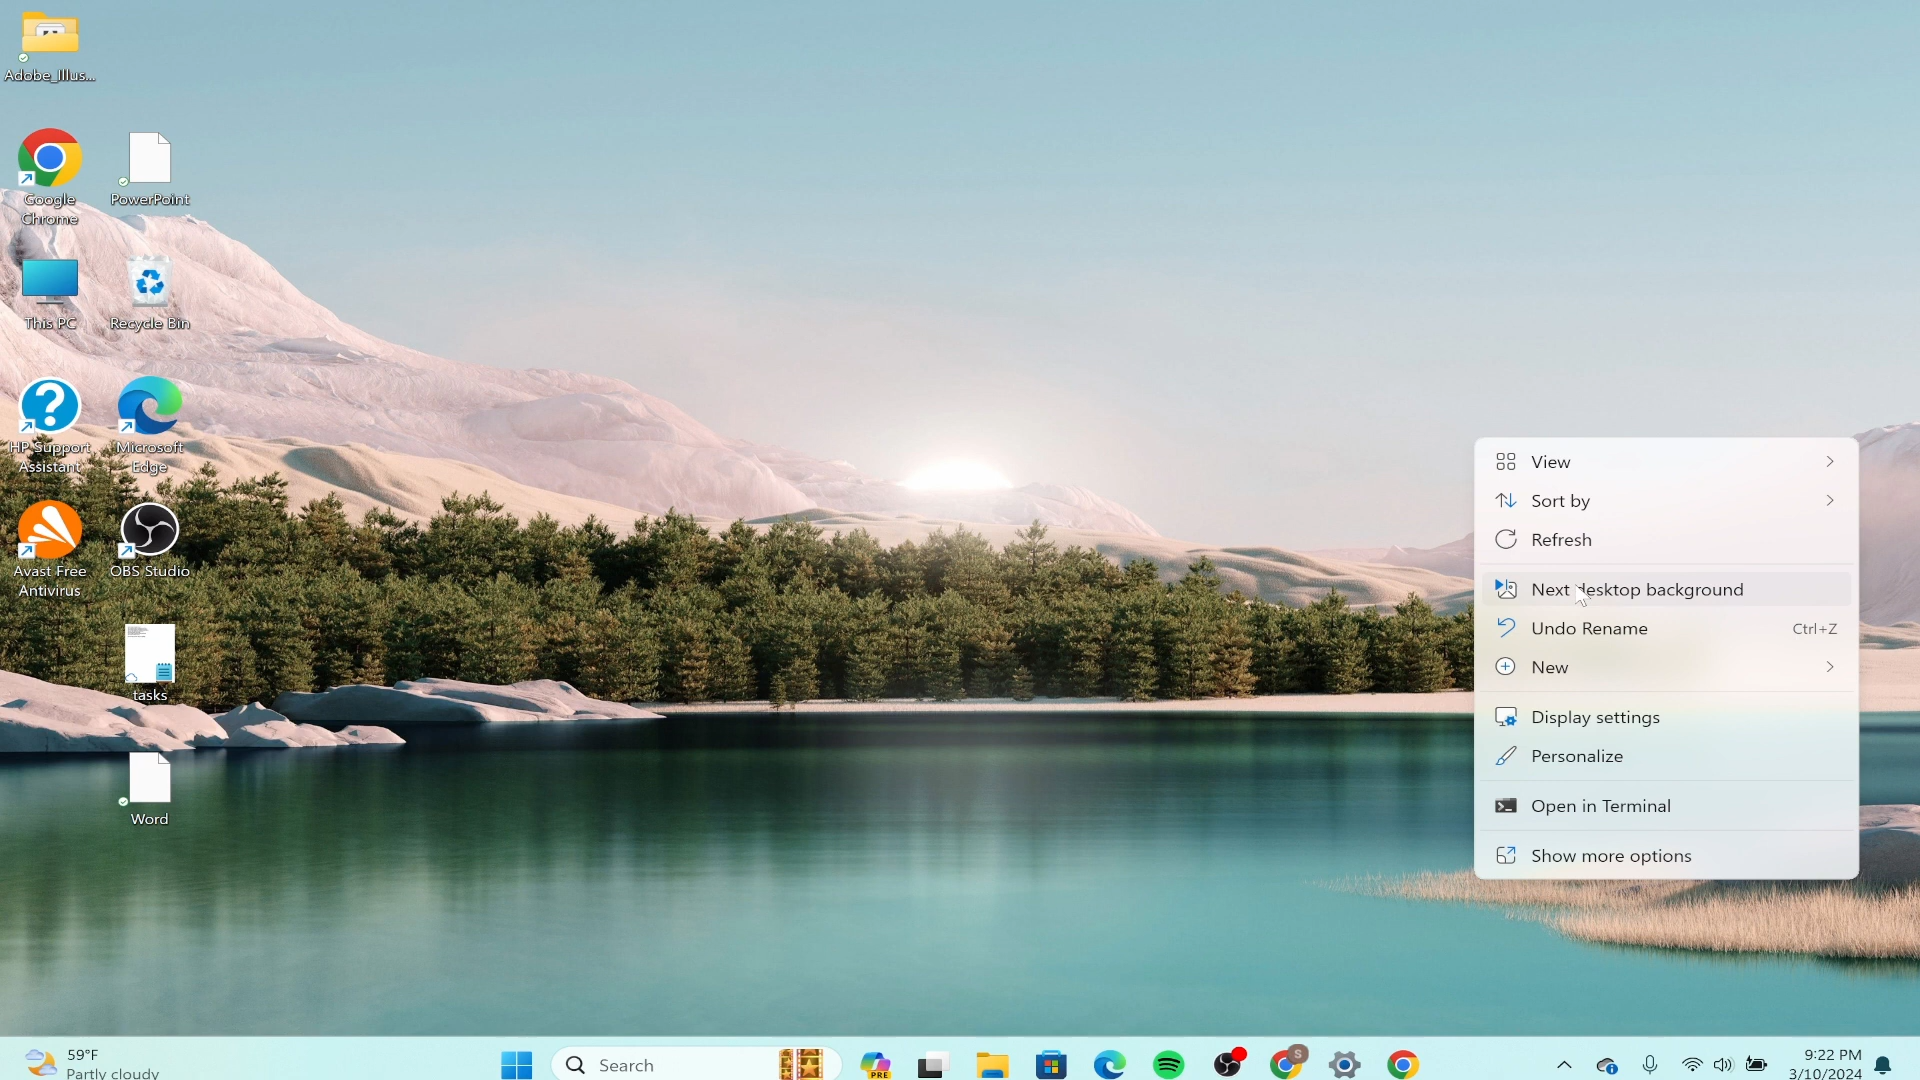 Adobe_Illus...
Google
Chrome
PowerPoint
This PC
Recycle Bin
HP Support
Assistant
Microsoft
Edge
Avast Free
Antivirus
OBS Studio
tasks
Word
View
Sort by
Refresh
Next desktop background
Undo Rename Ctrl+Z
New
Display settings
Personalize
Open in Terminal
Show more options
59°F
Partly cloudy
Search
PRE
S
9:22 PM
3/10/2024